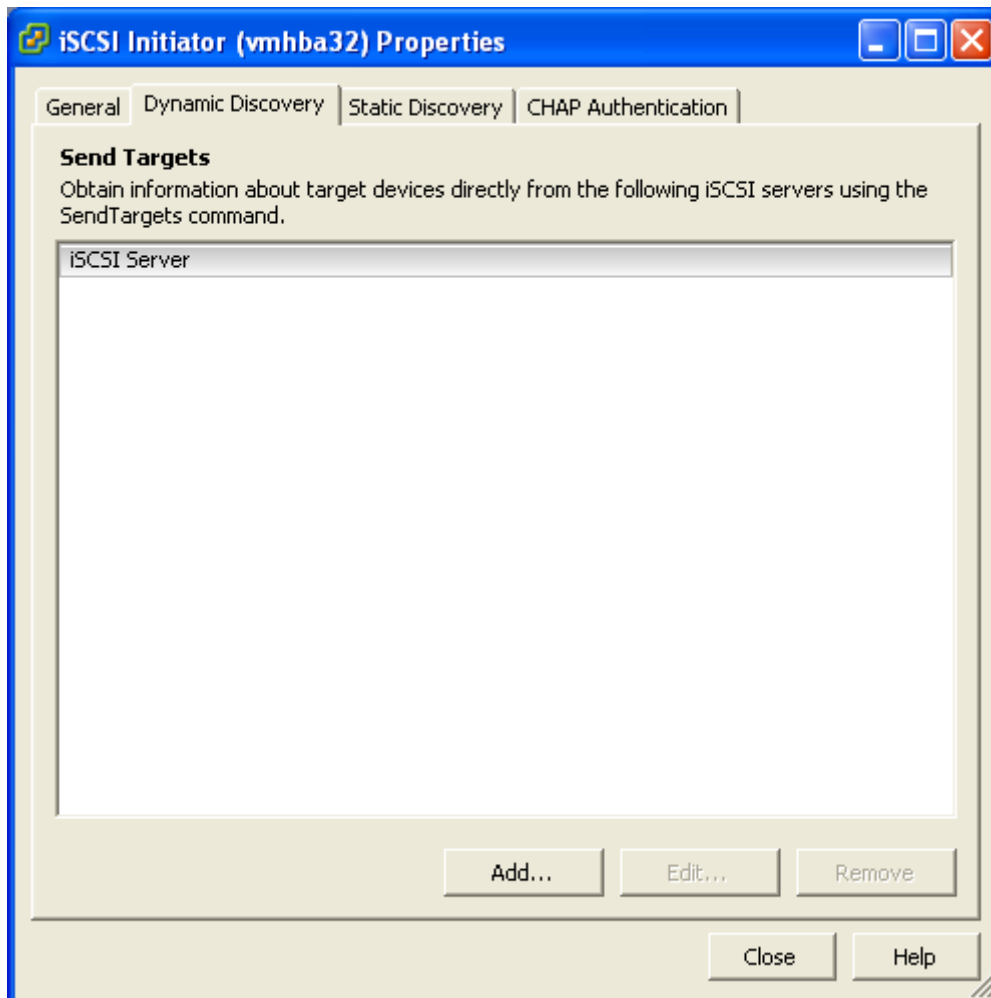 iSCSI Initiator (vmhba32) Properties
General Dynamic Discovery Static Discovery CHAP Authentication
Send Targets
Obtain information about target devices directly from the following iSCSI servers using the
SendTargets command.
iSCSI Server
Add... Edit... Remove
Close Help